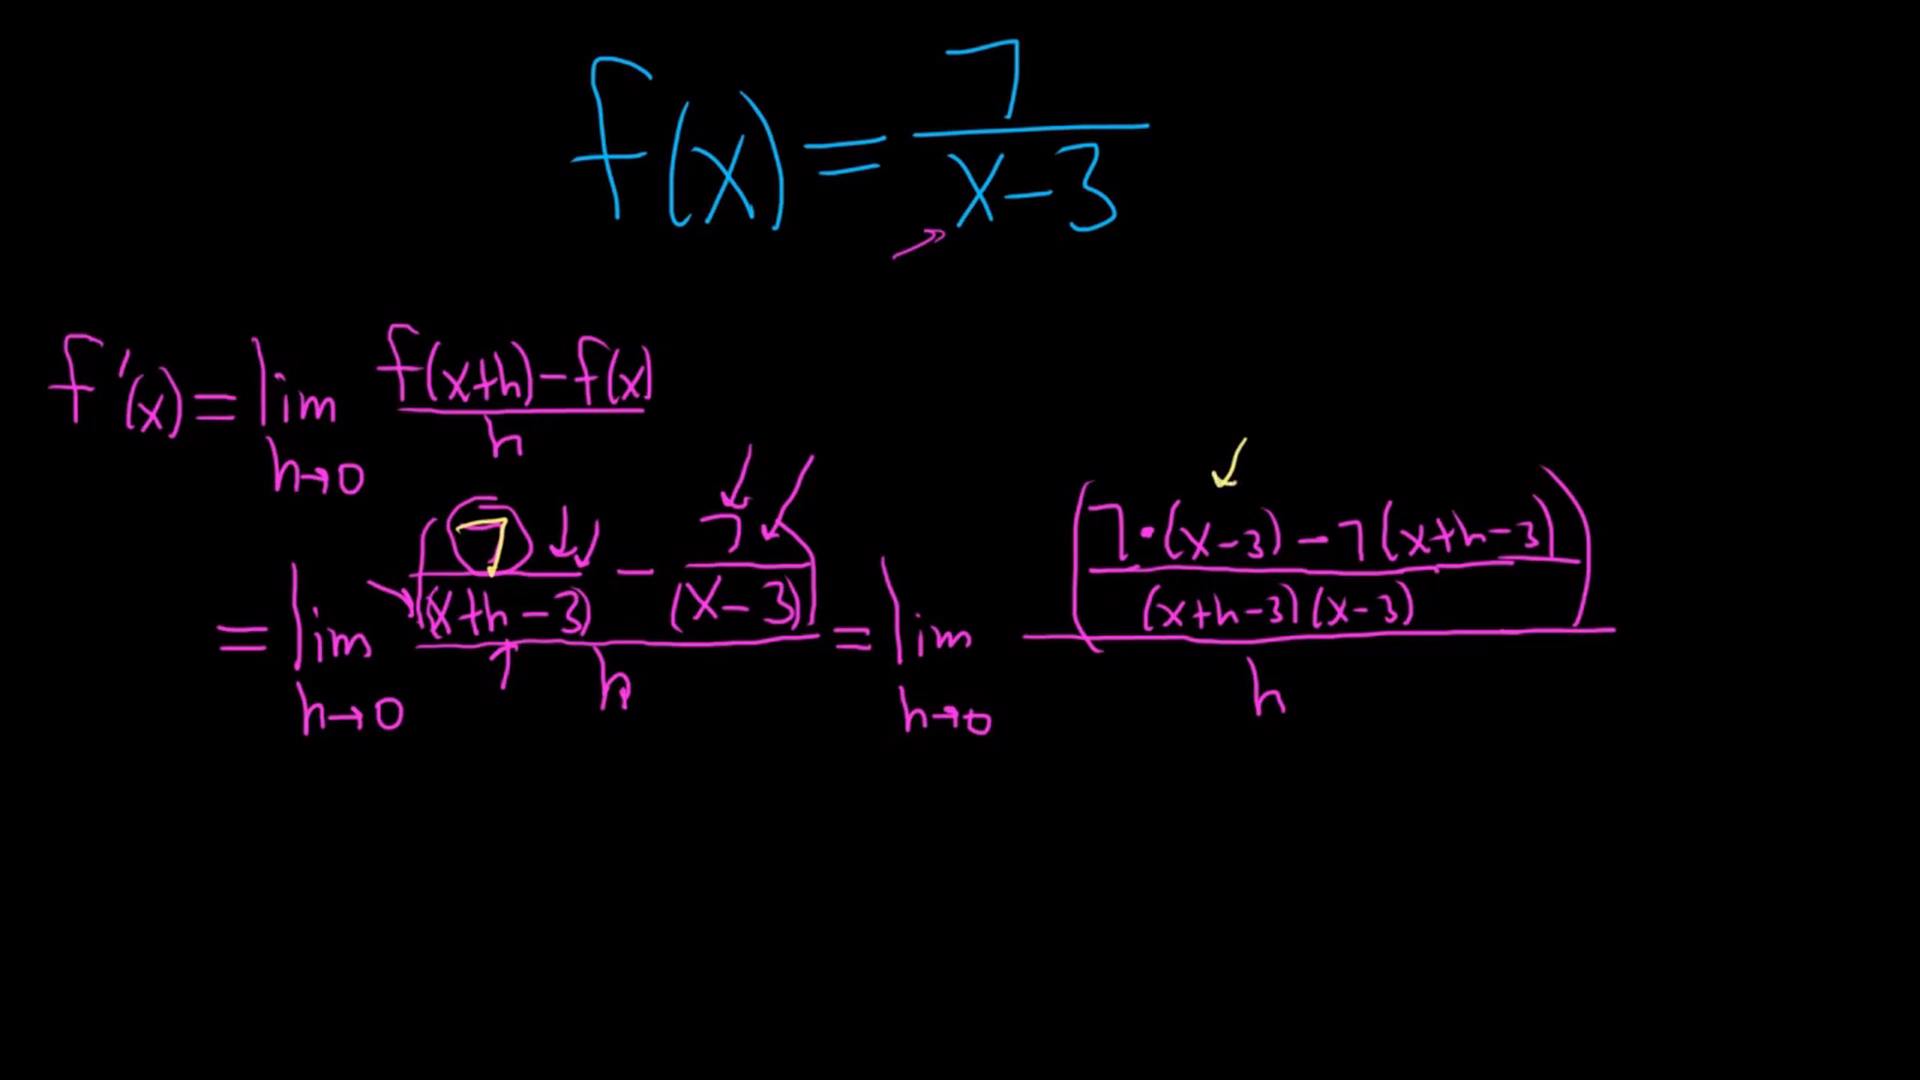 f(x) = 7/(x-3)
f'(x) = lim h→0 (f(x+h) - f(x))/h
= lim h→0 (7/(x+h-3) - 7/(x-3))/h = lim h→0 ((7·(x-3) - 7(x+h-3))/((x+h-3)(x-3)))/h